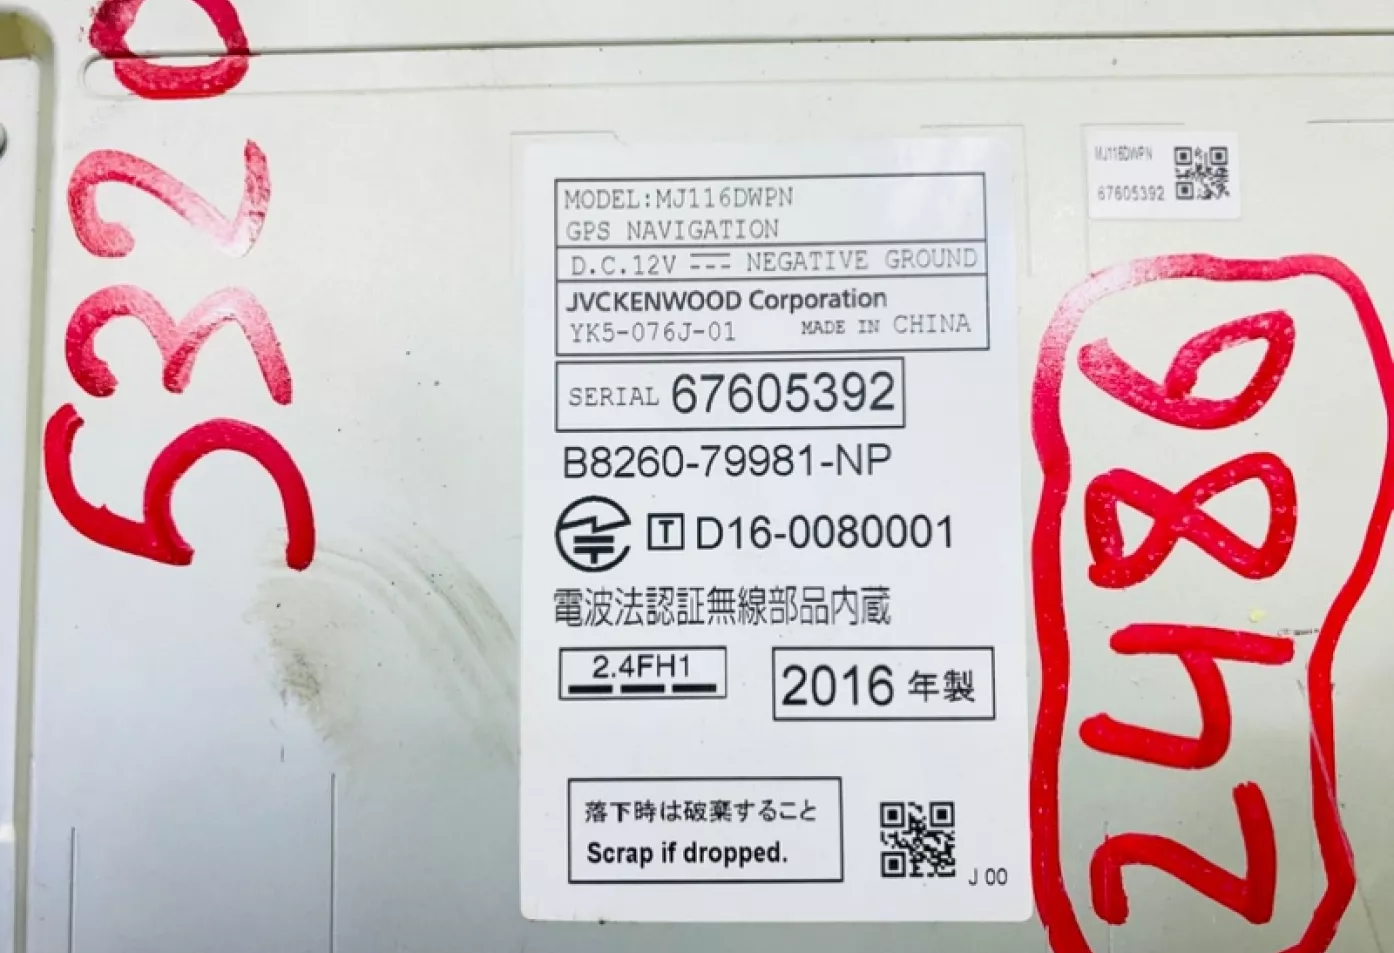 5320
MODEL:MJ116DWPN
GPS NAVIGATION
D.C.12V ⎓ NEGATIVE GROUND
JVCKENWOOD Corporation
YK5-076J-01 MADE IN CHINA
SERIAL 67605392
B8260-79981-NP
T D16-0080001
電波法認証無線部品内蔵
2.4FH1
2016 年製
落下時は破棄すること
Scrap if dropped.
J 00
MJ116DWPN
67605392
2486